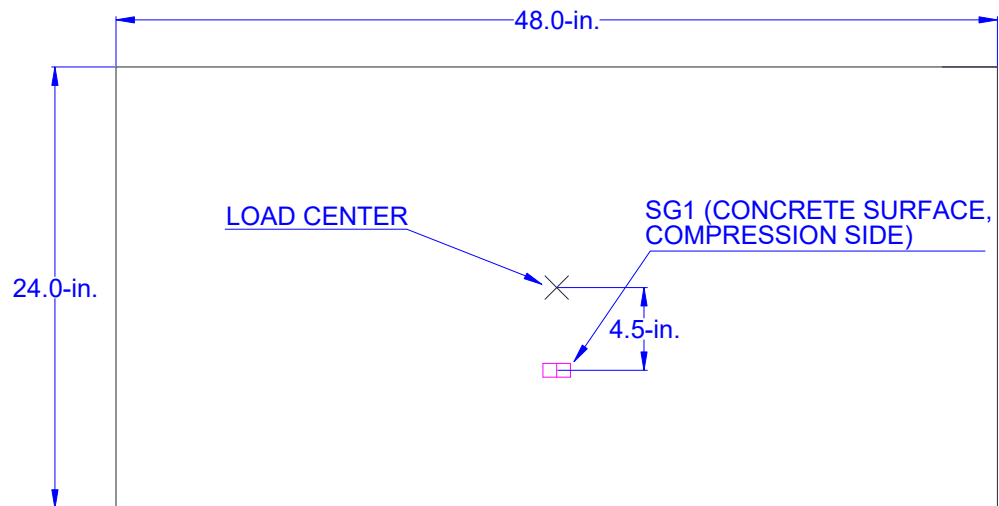 48.0-in.
LOAD CENTER
SG1 (CONCRETE SURFACE,
COMPRESSION SIDE)
24.0-in.
4.5-in.